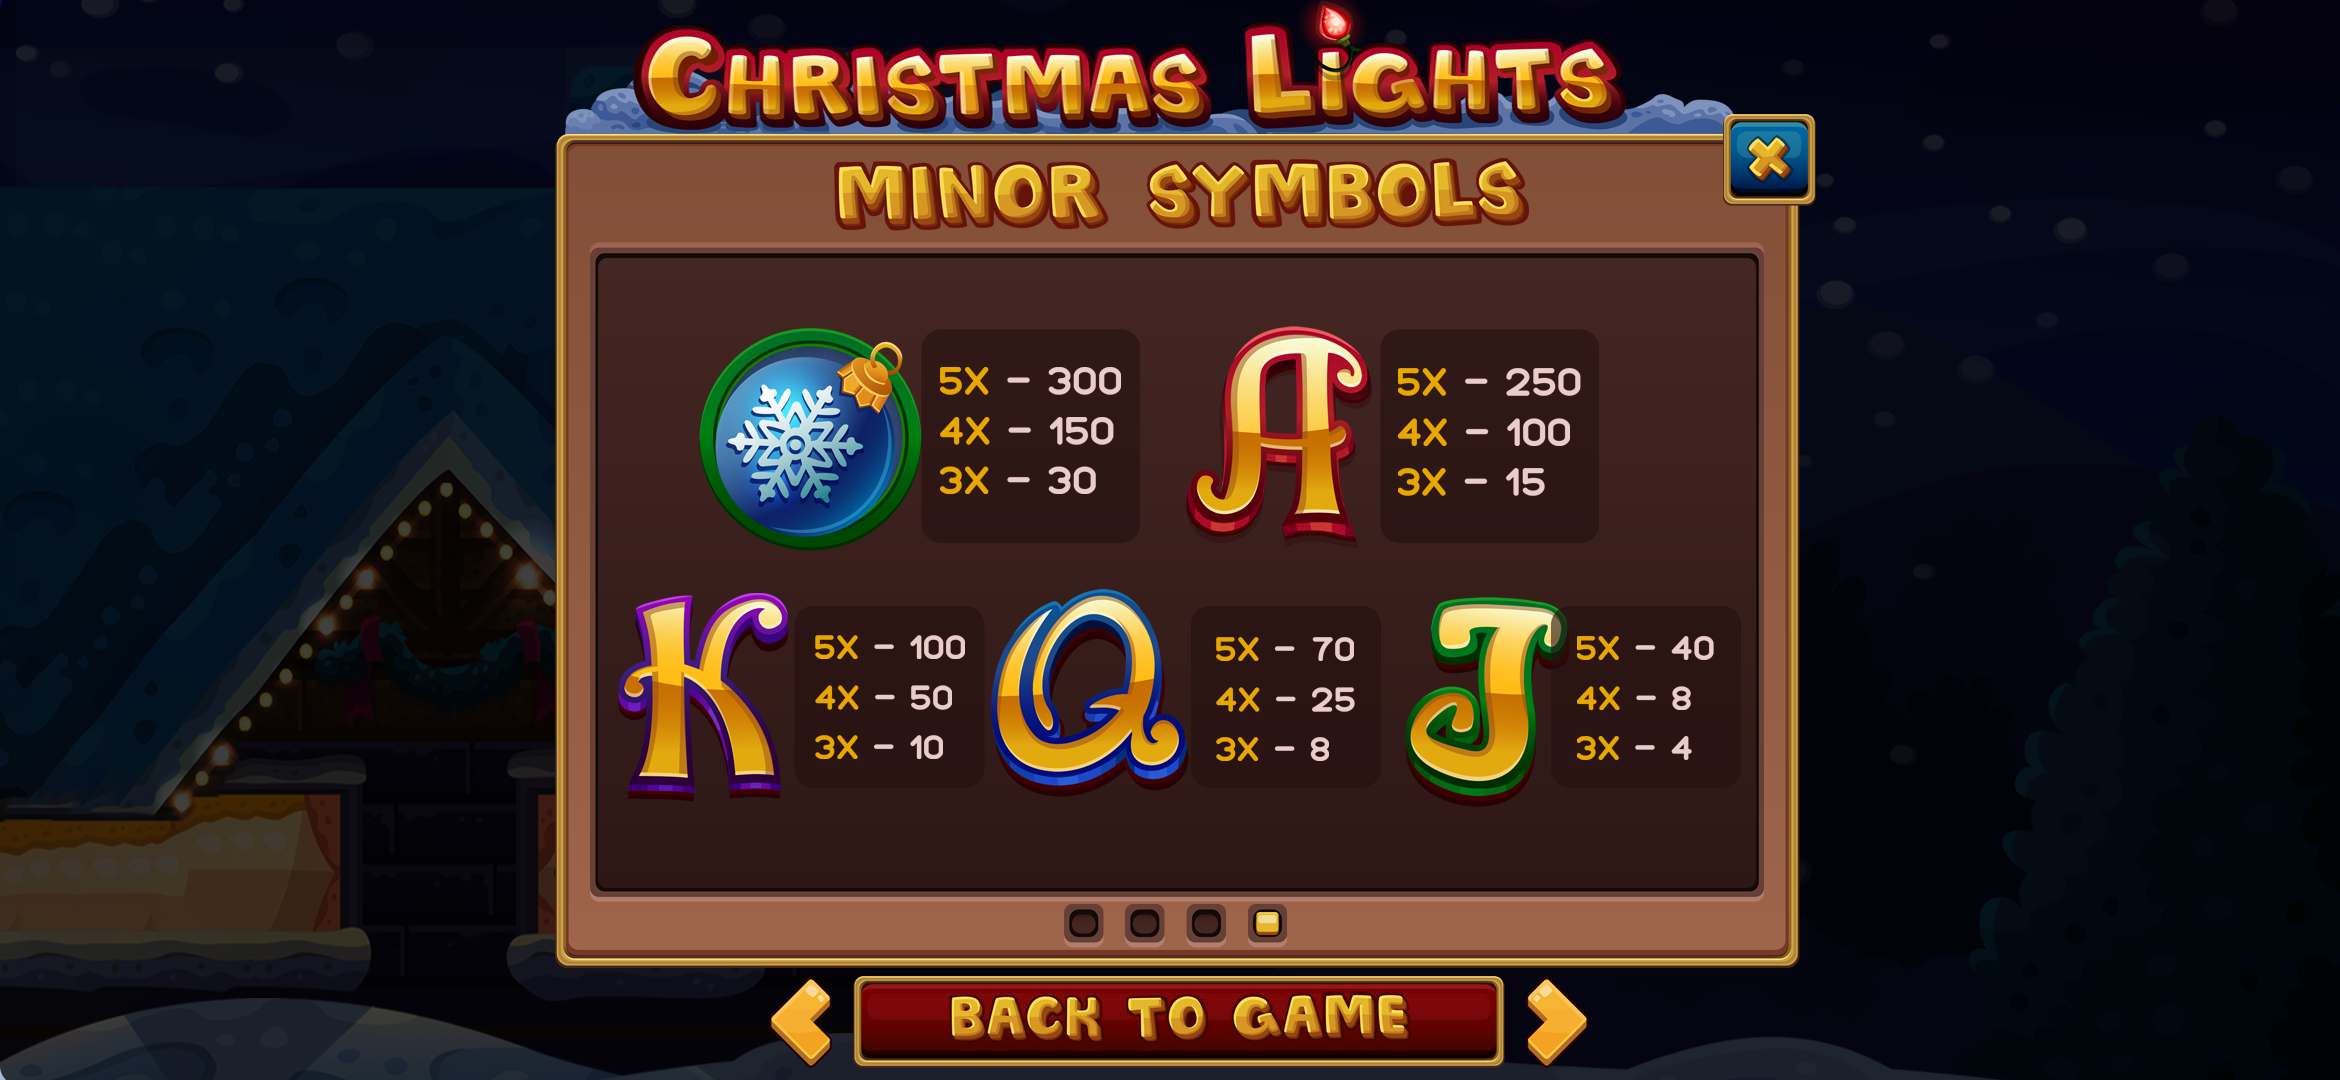 CHRISTMAS LIGHTS
MINOR SYMBOLS
5X - 300
4X - 150
3X - 30
A
5X - 250
4X - 100
3X - 15
K
5X - 100
4X - 50
3X - 10
Q
5X - 70
4X - 25
3X - 8
J
5X - 40
4X - 8
3X - 4
BACK TO GAME